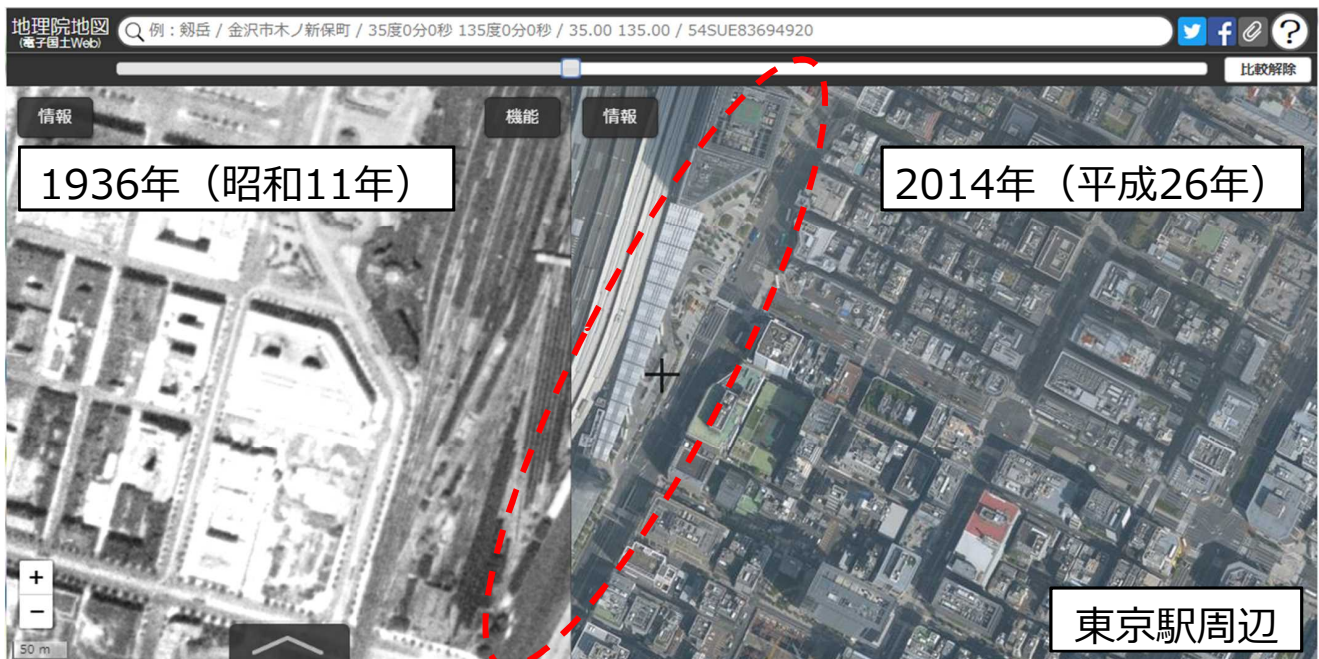 地理院地図
(電子国土Web)
例：剱岳 / 金沢市木ノ新保町 / 35度0分0秒 135度0分0秒 / 35.00 135.00 / 54SUE83694920
?
比較解除
情報
機能
情報
1936年（昭和11年）
2014年（平成26年）
+
−
50 m
東京駅周辺